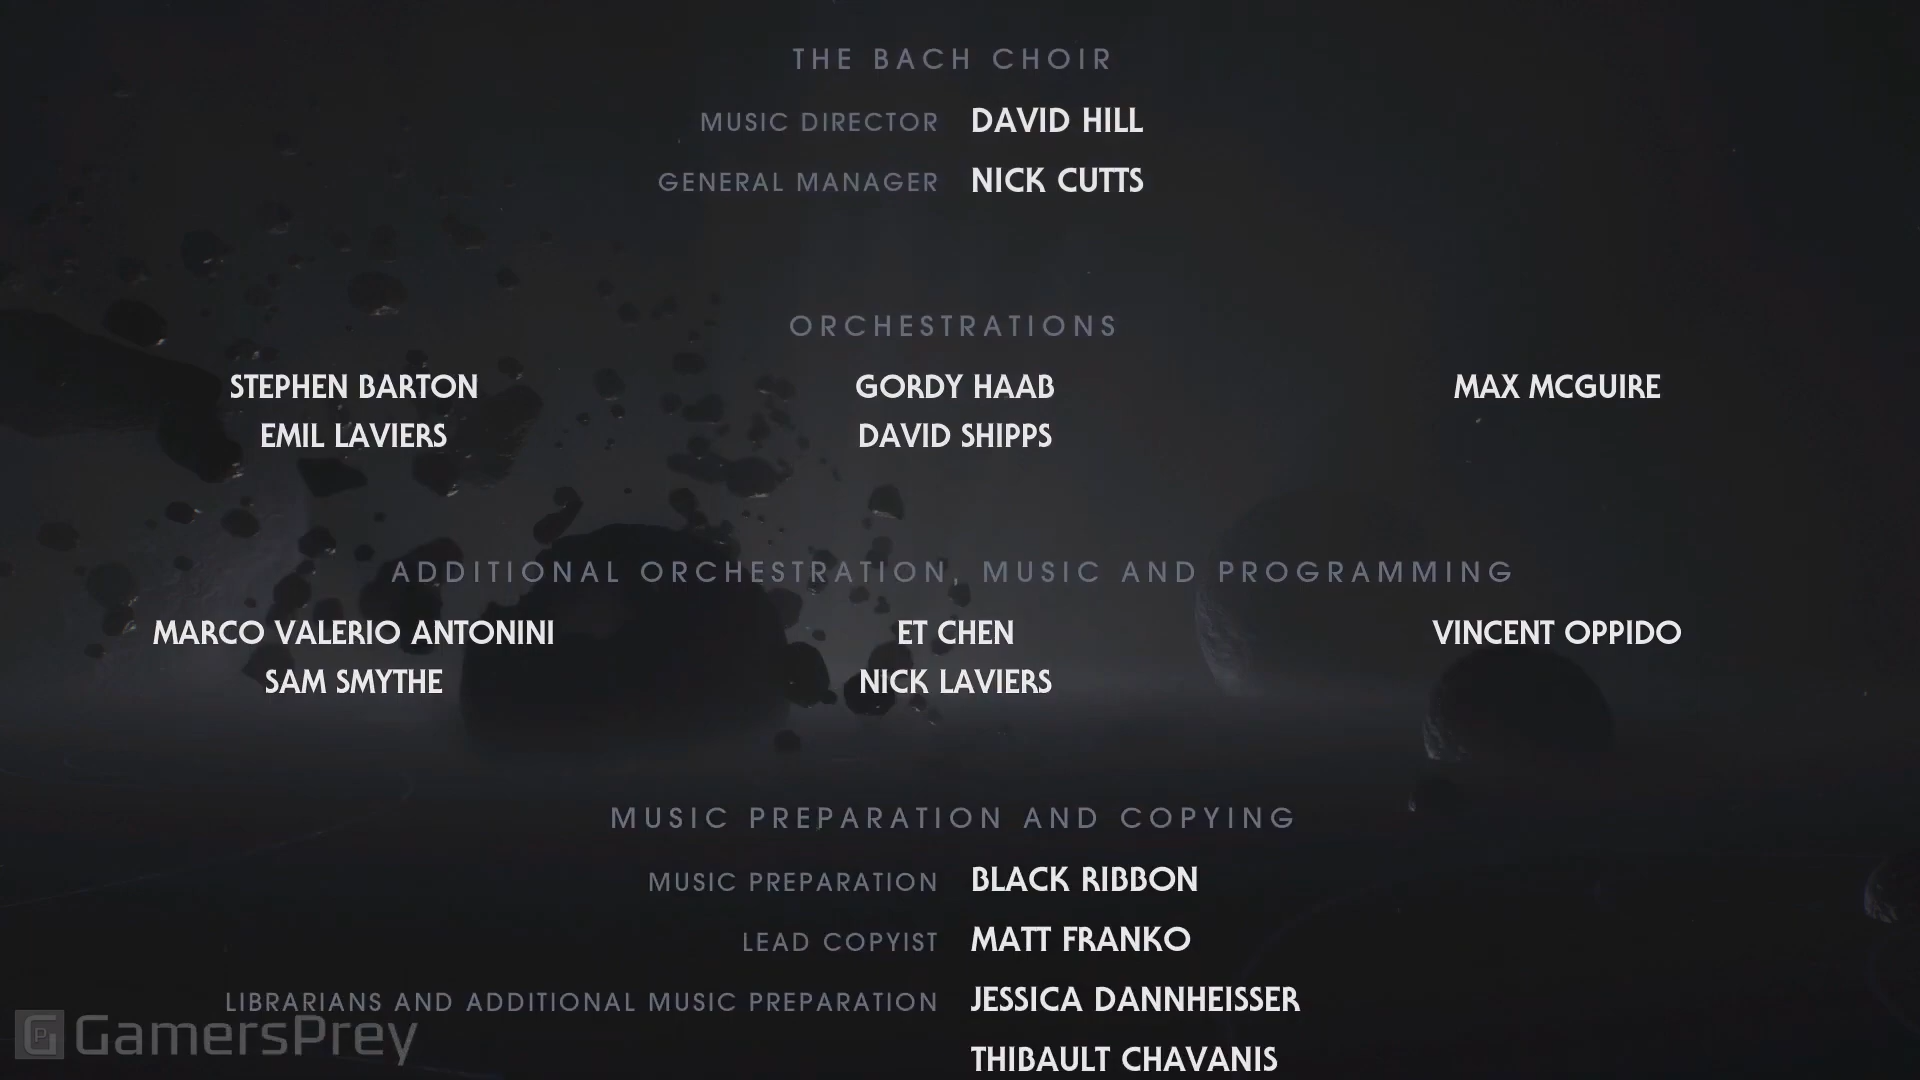 THE BACH CHOIR
MUSIC DIRECTOR DAVID HILL
GENERAL MANAGER NICK CUTTS
ORCHESTRATIONS
STEPHEN BARTON GORDY HAAB MAX MCGUIRE
EMIL LAVIERS DAVID SHIPPS
ADDITIONAL ORCHESTRATION, MUSIC AND PROGRAMMING
MARCO VALERIO ANTONINI ET CHEN VINCENT OPPIDO
SAM SMYTHE NICK LAVIERS
MUSIC PREPARATION AND COPYING
MUSIC PREPARATION BLACK RIBBON
LEAD COPYIST MATT FRANKO
LIBRARIANS AND ADDITIONAL MUSIC PREPARATION JESSICA DANNHEISSER
GamersPrey
THIBAULT CHAVANIS